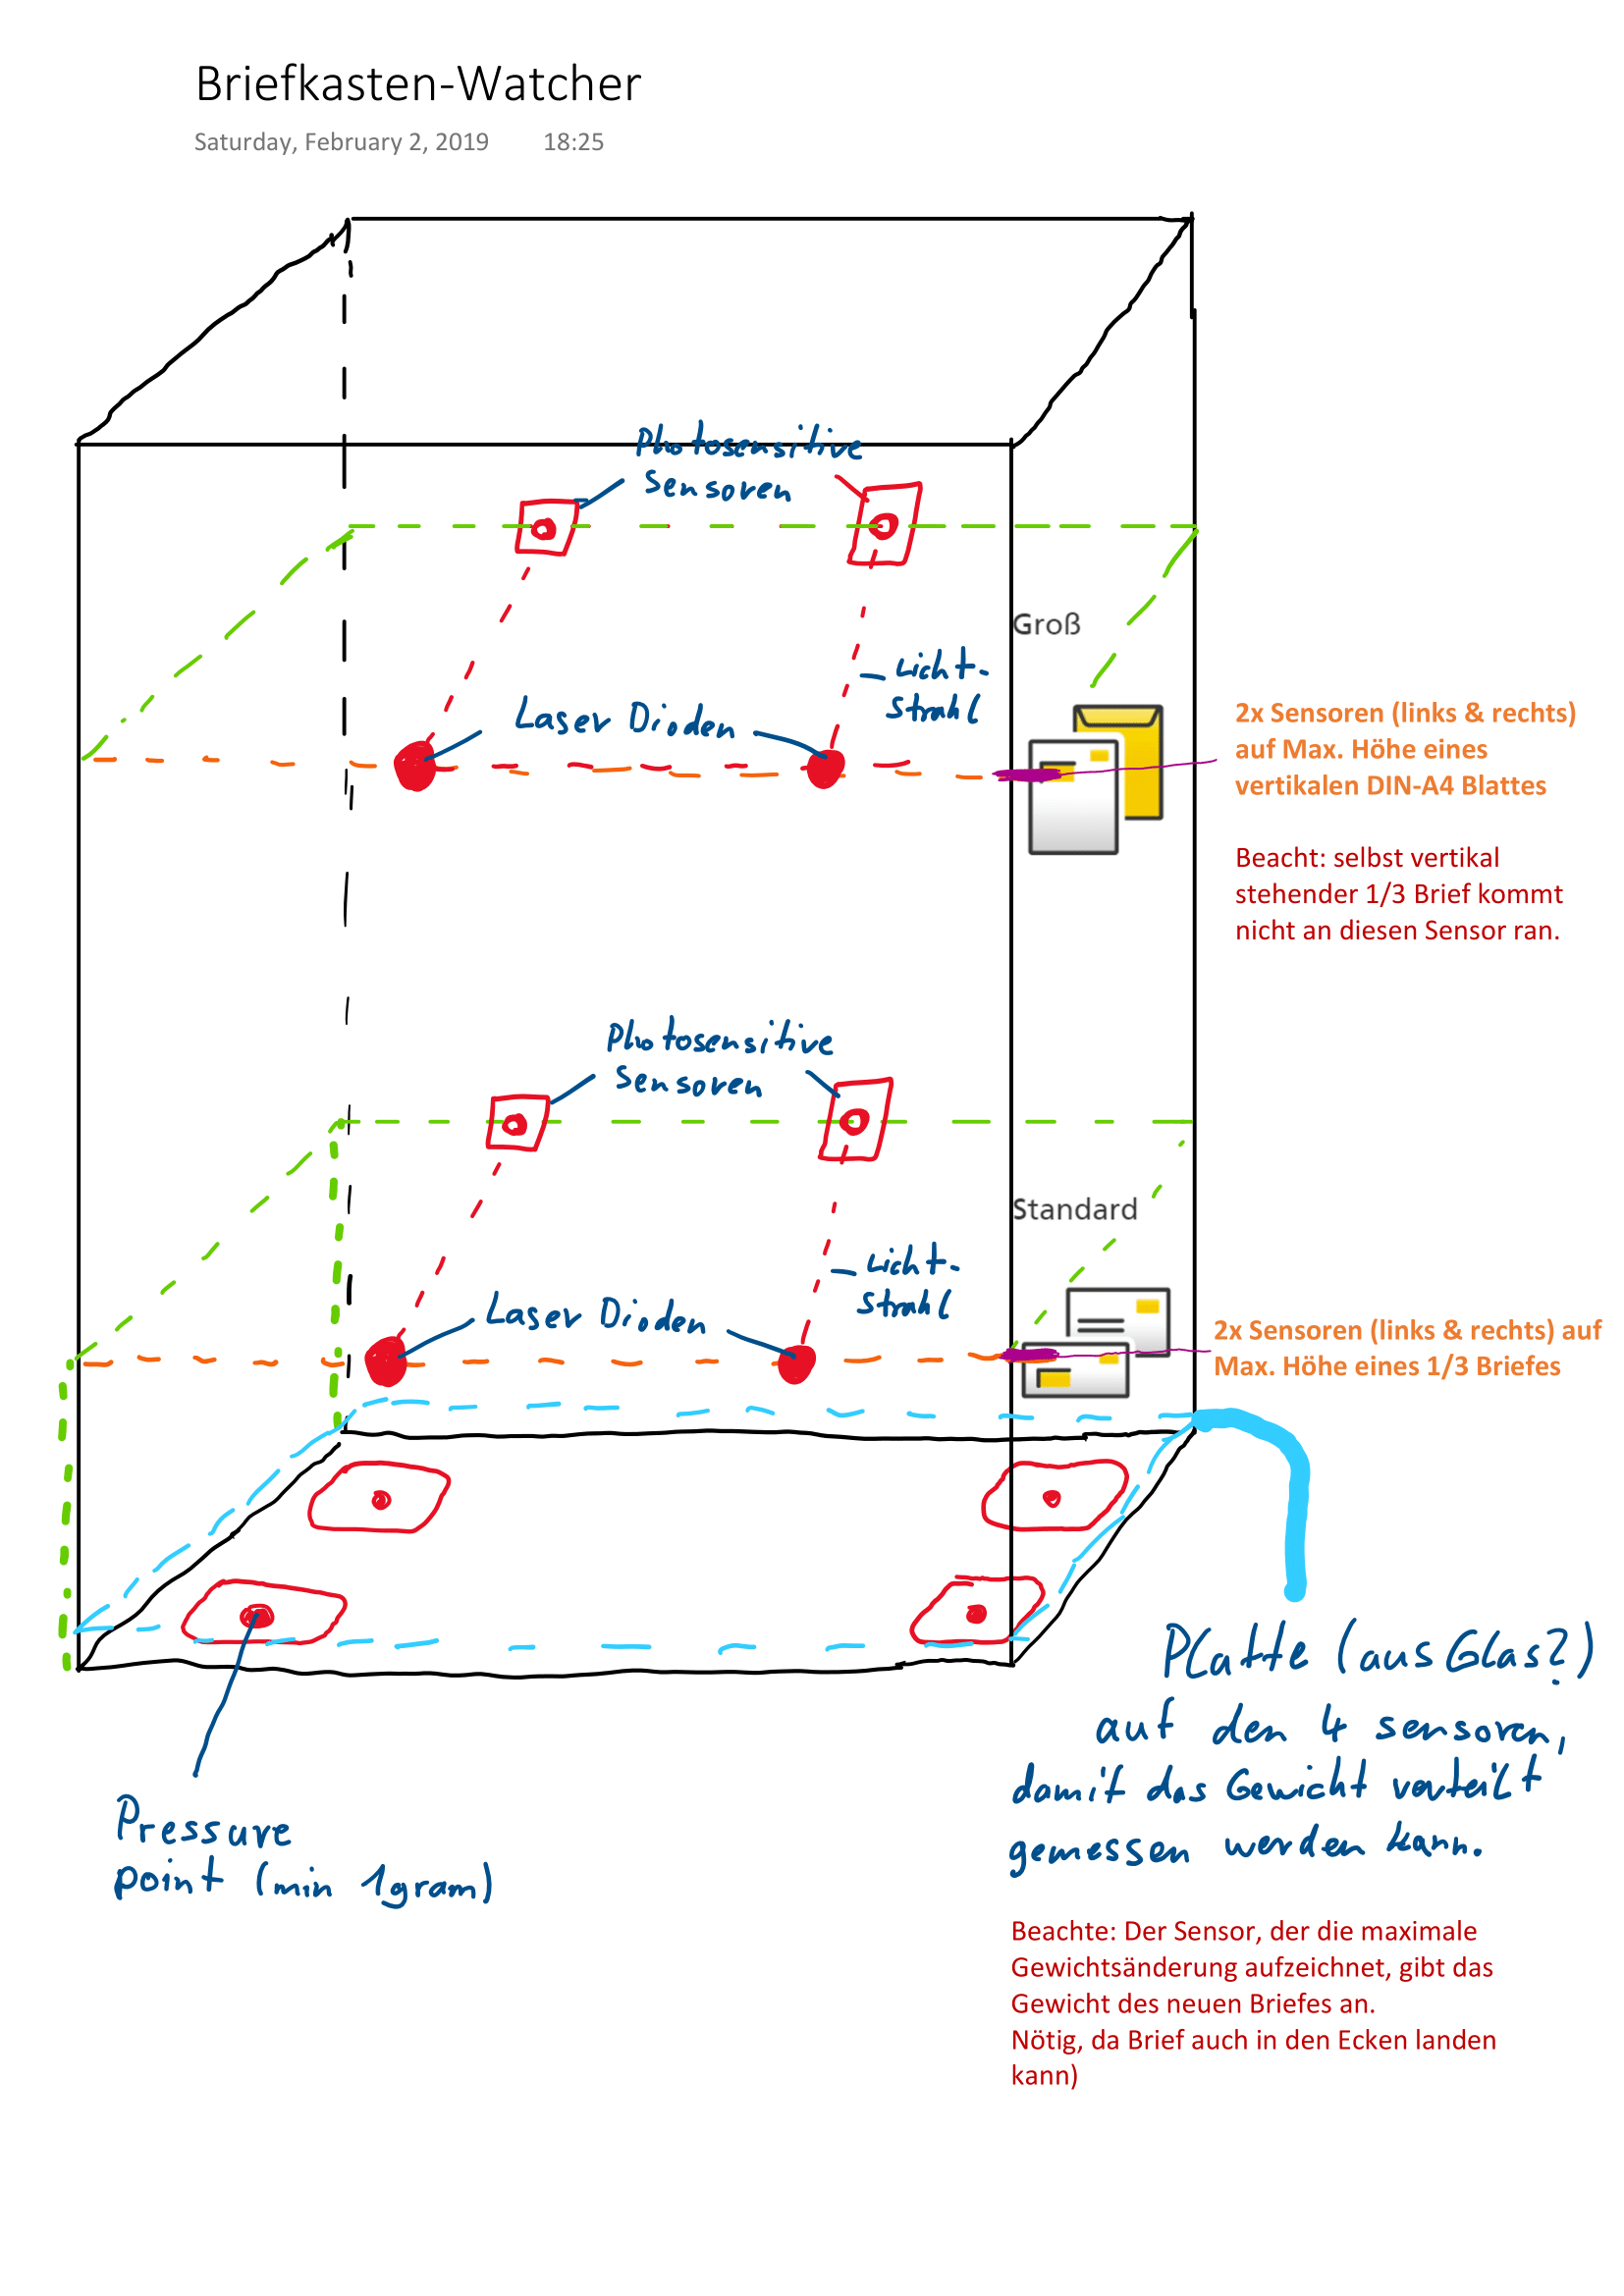 Briefkasten-Watcher
Saturday, February 2, 2019 18:25
Photosensitive
Sensoren
Groß
Licht-
Strahl
Laser Dioden
2x Sensoren (links & rechts)
auf Max. Höhe eines
vertikalen DIN-A4 Blattes
Beacht: selbst vertikal
stehender 1/3 Brief kommt
nicht an diesen Sensor ran.
Photosensitive
Sensoren
Standard
Licht-
Strahl
Laser Dioden
2x Sensoren (links & rechts) auf
Max. Höhe eines 1/3 Briefes
Platte (aus Glas?)
auf den 4 sensoren,
damit das Gewicht verteilt
gemessen werden kann.
Pressure
point (min 1gram)
Beachte: Der Sensor, der die maximale
Gewichtsänderung aufzeichnet, gibt das
Gewicht des neuen Briefes an.
Nötig, da Brief auch in den Ecken landen
kann)